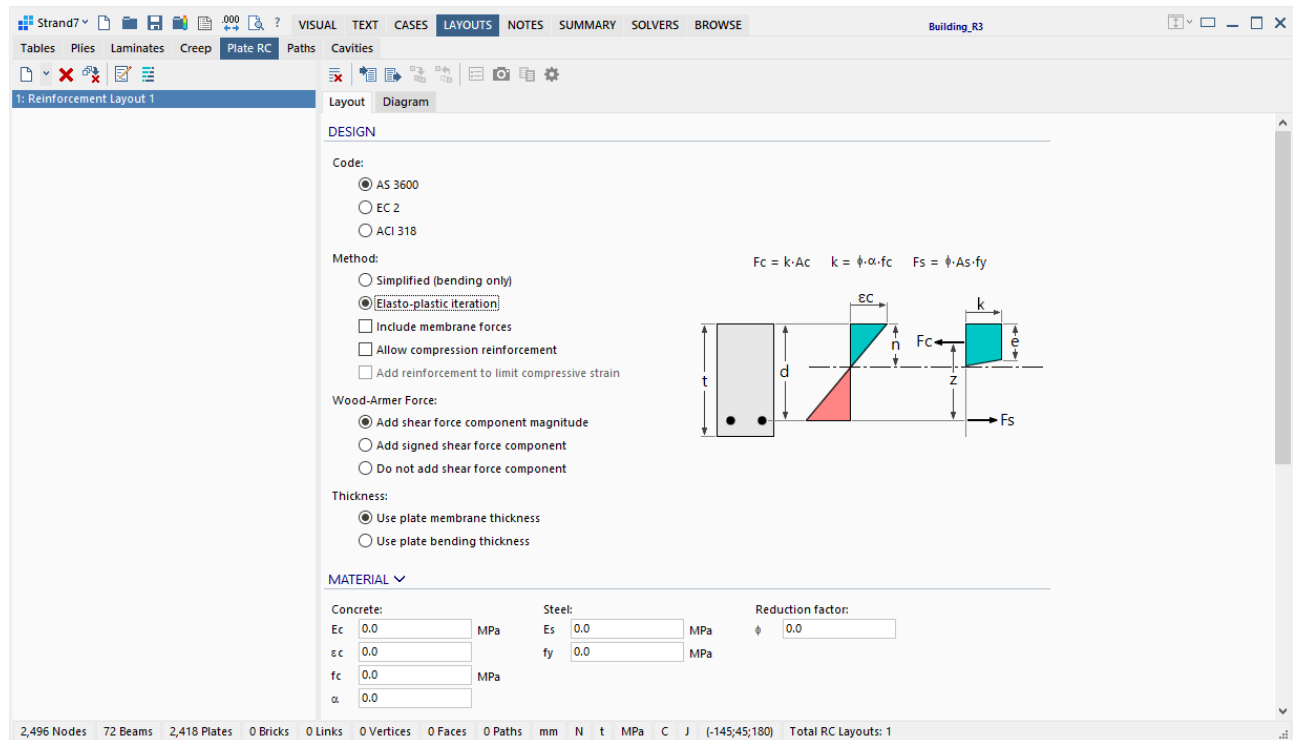 Strand7 .000 ? VISUAL TEXT CASES LAYOUTS NOTES SUMMARY SOLVERS BROWSE Building_R3
Tables Plies Laminates Creep Plate RC Paths Cavities
1: Reinforcement Layout 1
Layout Diagram
DESIGN
Code:
AS 3600
EC 2
ACI 318
Method:
Fc = k·Ac k = ϕ·α·fc Fs = ϕ·As·fy
Simplified (bending only)
Elasto-plastic iteration
Include membrane forces
Allow compression reinforcement
Add reinforcement to limit compressive strain
εc k
t d n Fc e z Fs
Wood-Armer Force:
Add shear force component magnitude
Add signed shear force component
Do not add shear force component
Thickness:
Use plate membrane thickness
Use plate bending thickness
MATERIAL
Concrete: Steel: Reduction factor:
Ec 0.0 MPa Es 0.0 MPa ϕ 0.0
εc 0.0 fy 0.0 MPa
fc 0.0 MPa
α 0.0
2,496 Nodes 72 Beams 2,418 Plates 0 Bricks 0 Links 0 Vertices 0 Faces 0 Paths mm N t MPa C J (-145;45;180) Total RC Layouts: 1